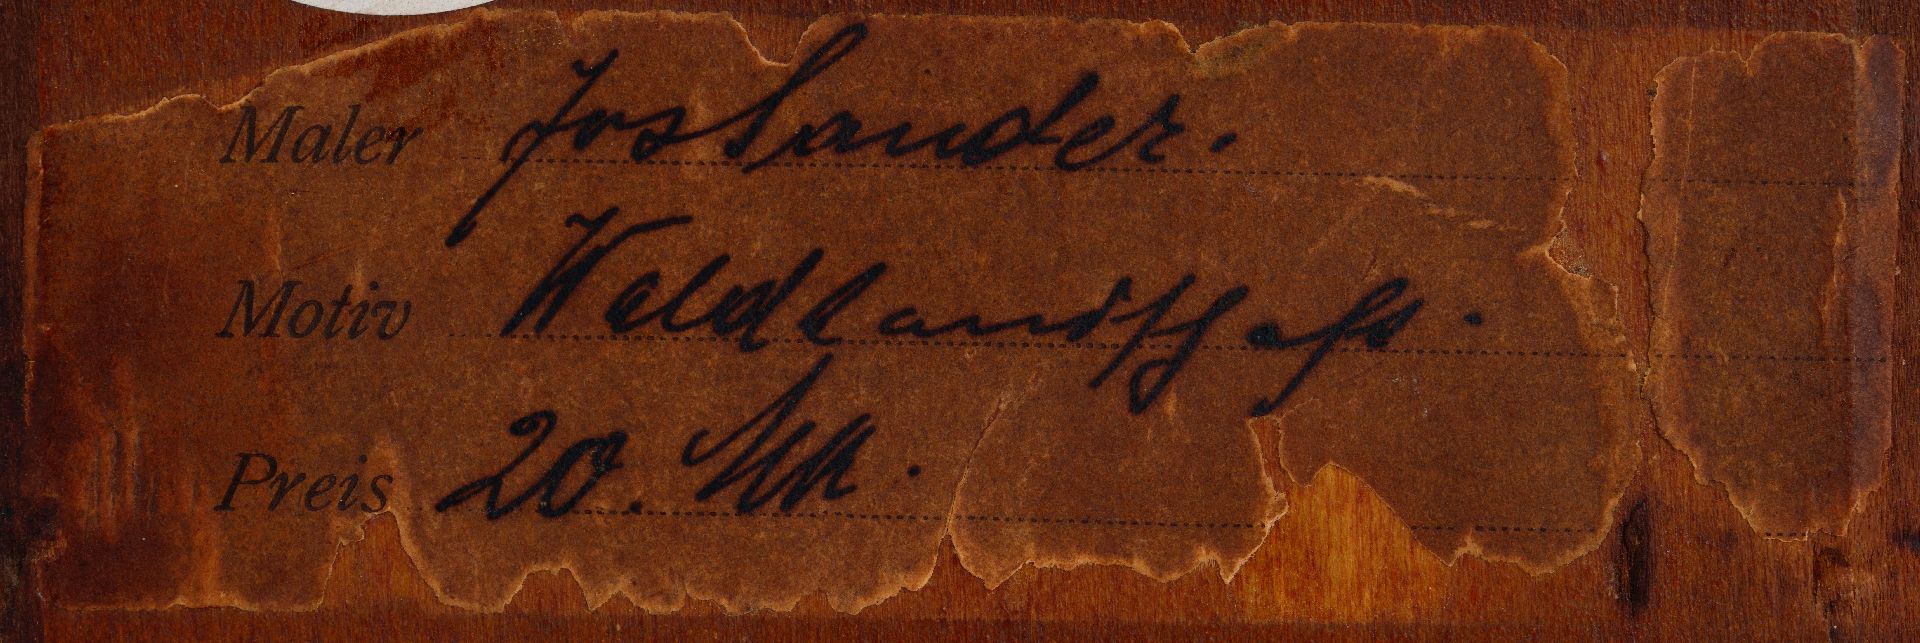 Maler Jos Sander.
Motiv Waldlandschaft.
Preis 20. Mk.